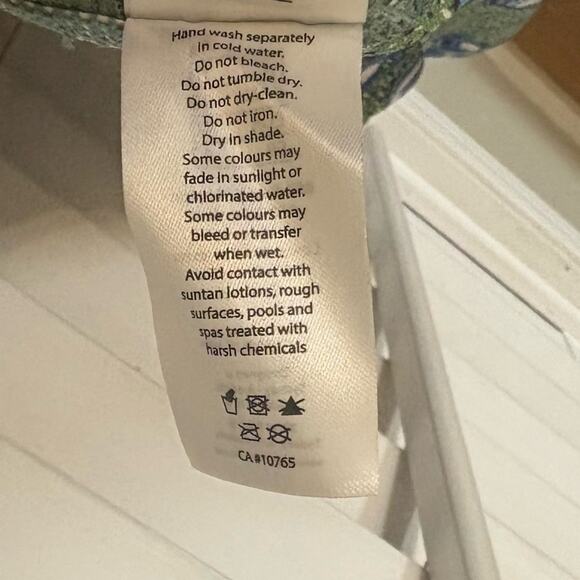 Hand wash separately
in cold water.
Do not bleach.
Do not tumble dry.
Do not dry-clean.
Do not iron.
Dry in shade.
Some colours may
fade in sunlight or
chlorinated water.
Some colours may
bleed or transfer
when wet.
Avoid contact with
suntan lotions, rough
surfaces, pools and
spas treated with
harsh chemicals
CA#10765